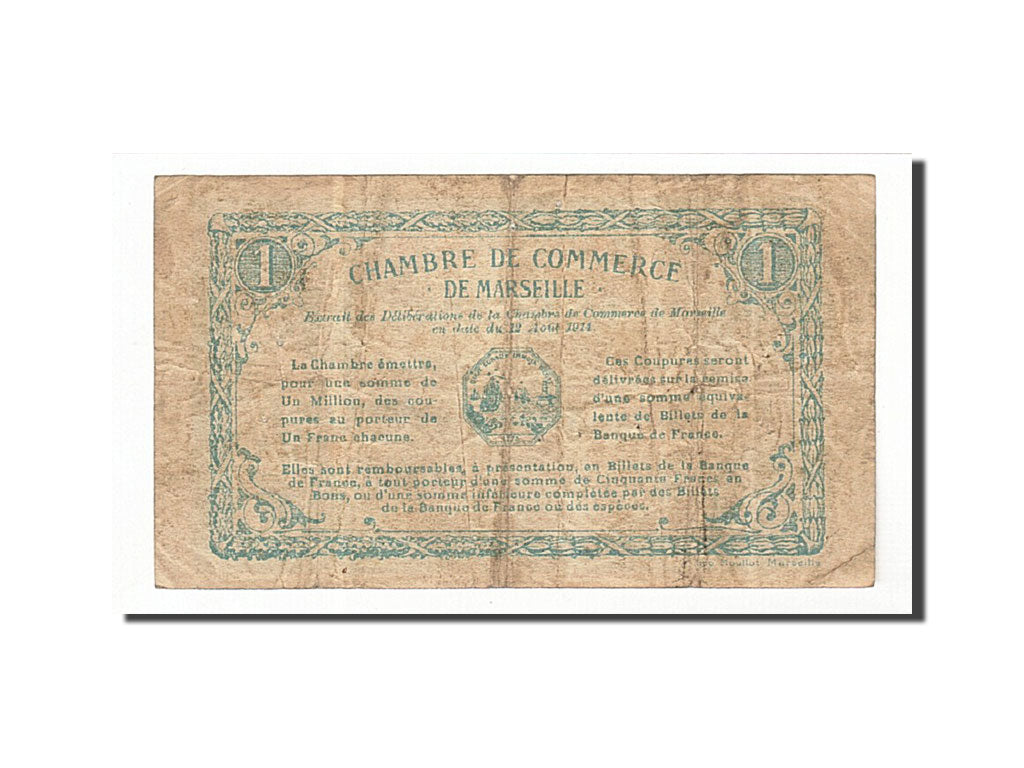 1
1
CHAMBRE DE COMMERCE
· DE MARSEILLE ·
Extrait des Délibérations de la Chambre de Commerce de Marseille
en date du 12 Août 1914.
La Chambre émettra,
pour une somme de
Un Million, des cou-
pures au porteur de
Un Franc chacune.
Ces Coupures seront
délivrées sur la remise
d'une somme équiva-
lente de Billets de la
Banque de France.
Elles sont remboursables, à présentation, en Billets de la Banque
de France, à tout porteur d'une somme de Cinquante Francs en
Bons, ou d'une somme inférieure complétée par des Billets
de la Banque de France ou des espèces.
Moullot Marseille